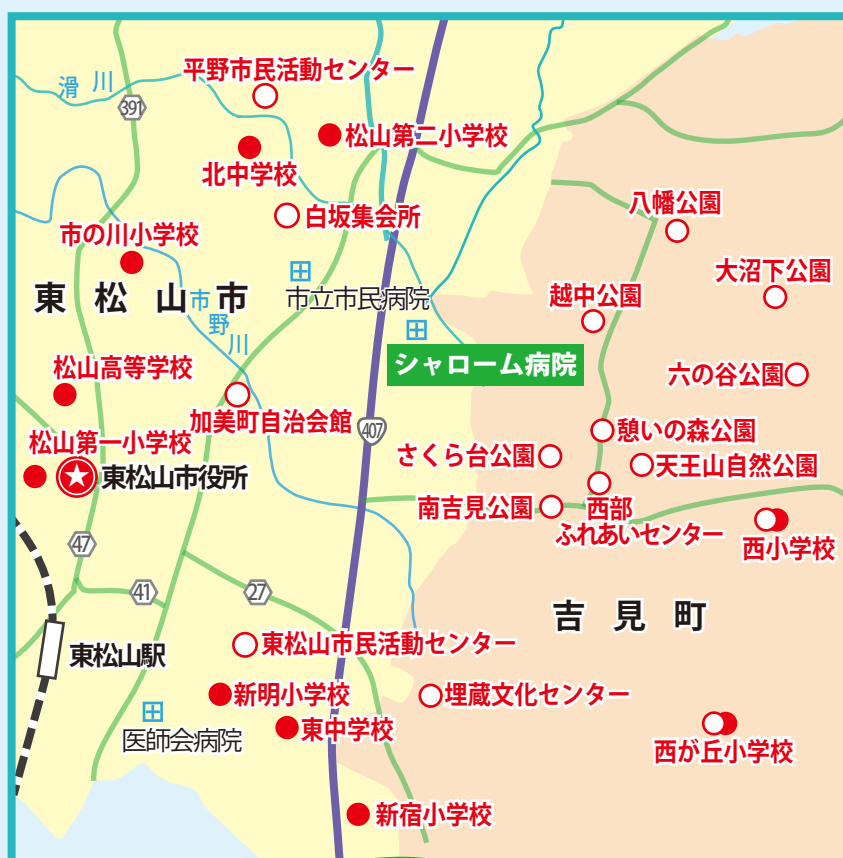 平野市民活動センター
滑川
391
松山第二小学校
北中学校
八幡公園
白坂集会所
市の川小学校
大沼下公園
東松山市
市野川
市立市民病院
越中公園
シャローム病院
松山高等学校
六の谷公園
加美町自治会館
407
憩いの森公園
松山第一小学校
さくら台公園
天王山自然公園
東松山市役所
南吉見公園
西部
ふれあいセンター
西小学校
47
41
27
吉見町
東松山市民活動センター
東松山駅
新明小学校
埋蔵文化センター
東中学校
医師会病院
西が丘小学校
新宿小学校